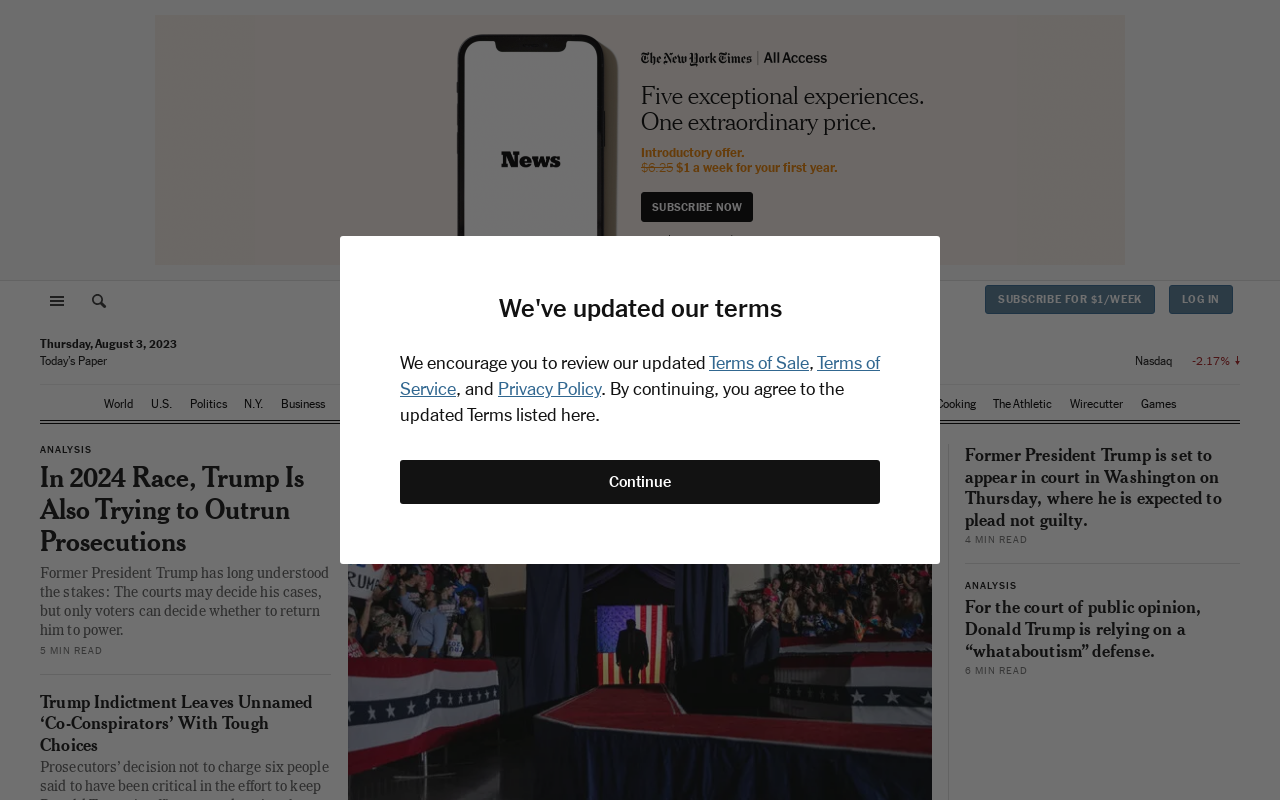 The New York Times | All Access
Five exceptional experiences.
One extraordinary price.
Introductory offer.
$6.25 $1 a week for your first year.
SUBSCRIBE NOW
News
SUBSCRIBE FOR $1/WEEK
LOG IN
Thursday, August 3, 2023
Today's Paper
Nasdaq -2.17%
World U.S. Politics N.Y. Business
Cooking The Athletic Wirecutter Games
We've updated our terms
We encourage you to review our updated Terms of Sale, Terms of
Service, and Privacy Policy. By continuing, you agree to the
updated Terms listed here.
Continue
ANALYSIS
In 2024 Race, Trump Is
Also Trying to Outrun
Prosecutions
Former President Trump has long understood
the stakes: The courts may decide his cases,
but only voters can decide whether to return
him to power.
5 MIN READ
Trump Indictment Leaves Unnamed
‘Co-Conspirators’ With Tough
Choices
Prosecutors’ decision not to charge six people
said to have been critical in the effort to keep
Former President Trump is set to
appear in court in Washington on
Thursday, where he is expected to
plead not guilty.
4 MIN READ
ANALYSIS
For the court of public opinion,
Donald Trump is relying on a
“whataboutism” defense.
6 MIN READ